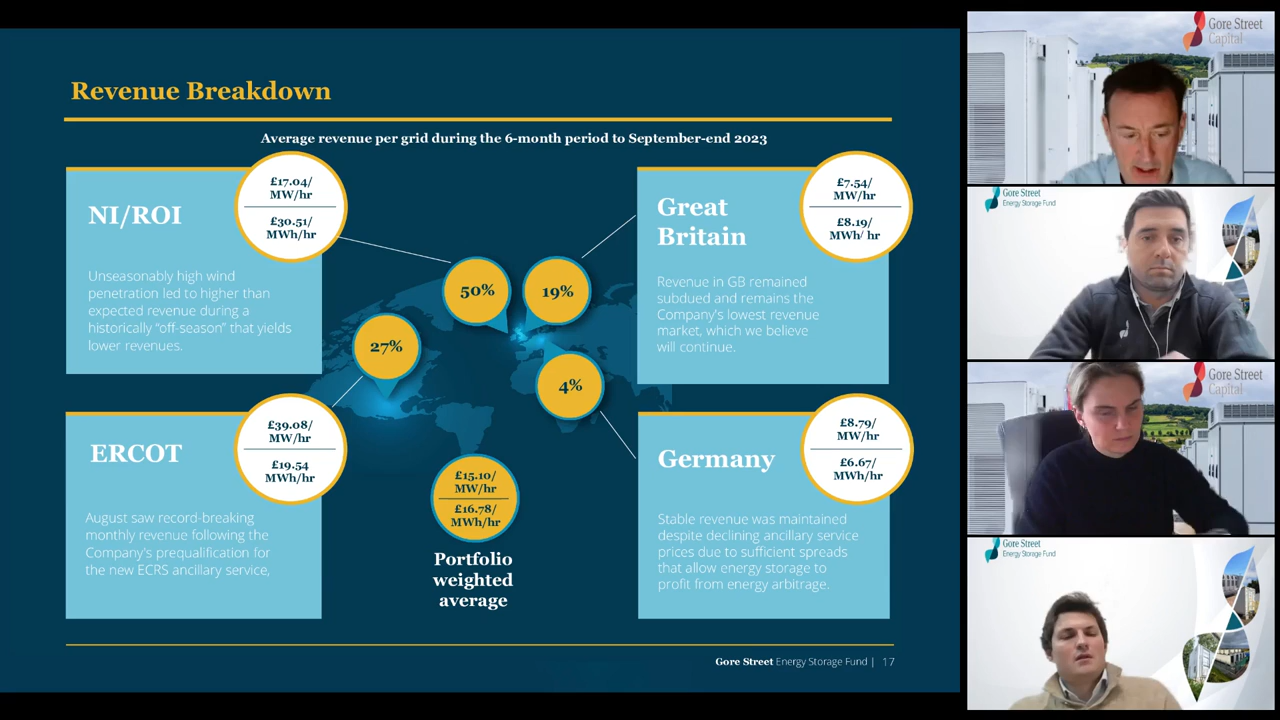 Revenue Breakdown
Average revenue per grid during the 6-month period to September-end 2023
NI/ROI
£17.04/
MW/hr
£30.51/
MWh/hr
Unseasonably high wind
penetration led to higher than
expected revenue during a
historically “off-season” that yields
lower revenues.
Great
Britain
£7.54/
MW/hr
£8.19/
MWh/ hr
Revenue in GB remained
subdued and remains the
Company's lowest revenue
market, which we believe
will continue.
50%
19%
27%
4%
ERCOT
£39.08/
MW/hr
£19.54
MWh/hr
August saw record-breaking
monthly revenue following the
Company's prequalification for
the new ECRS ancillary service,
£15.10/
MW/hr
£16.78/
MWh/hr
Portfolio
weighted
average
Germany
£8.79/
MW/hr
£6.67/
MWh/hr
Stable revenue was maintained
despite declining ancillary service
prices due to sufficient spreads
that allow energy storage to
profit from energy arbitrage.
Gore Street Energy Storage Fund | 17
Gore Street
Capital
Gore Street
Energy Storage Fund
Gore Street
Capital
Gore Street
Energy Storage Fund